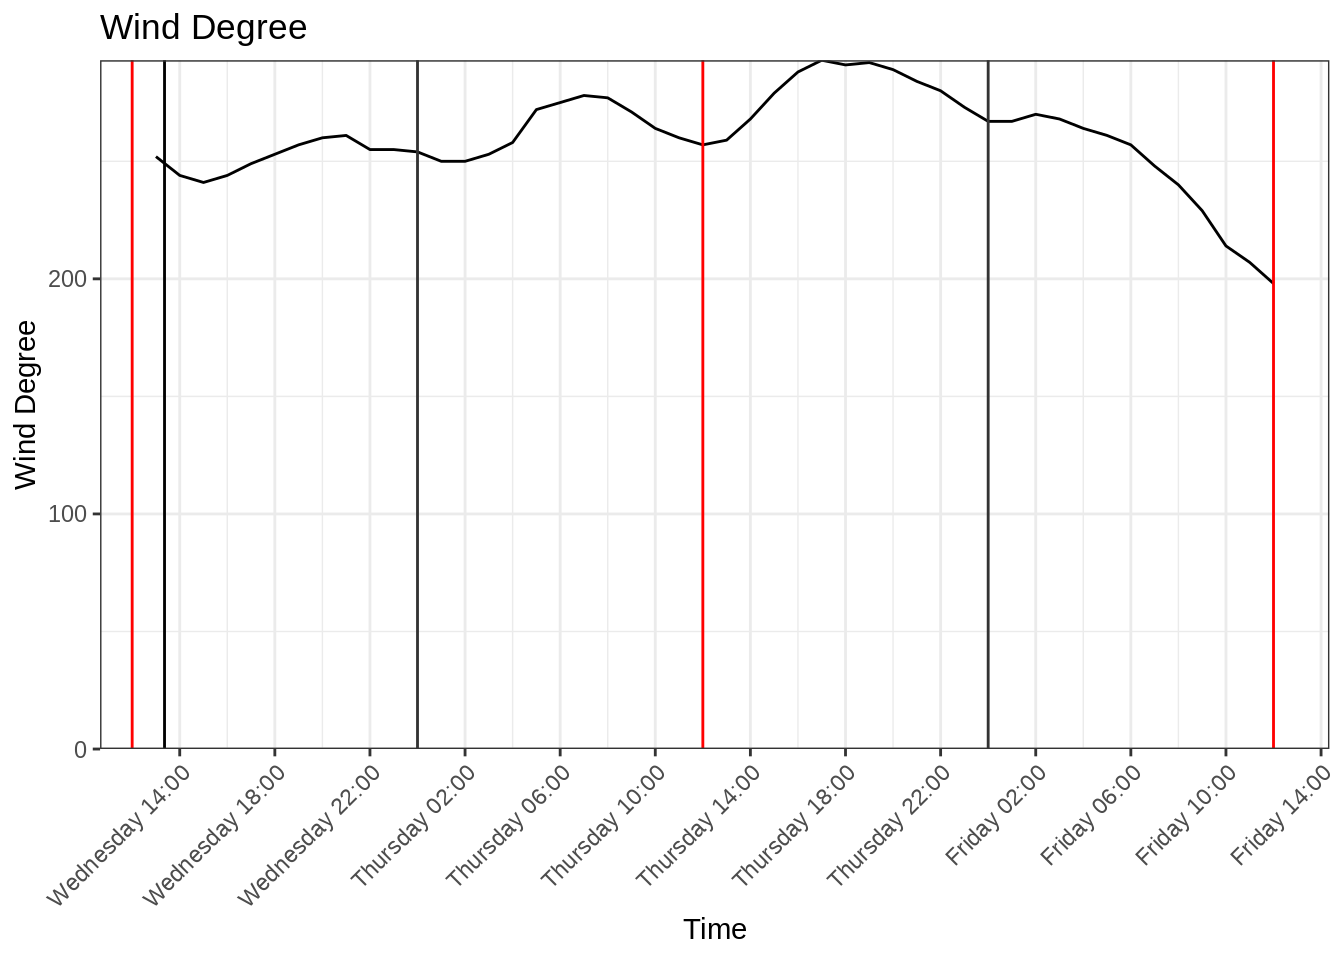 Wind Degree
Wind Degree
200
100
0
Wednesday 14:00
Wednesday 18:00
Wednesday 22:00
Thursday 02:00
Thursday 06:00
Thursday 10:00
Thursday 14:00
Thursday 18:00
Thursday 22:00
Friday 02:00
Friday 06:00
Friday 10:00
Friday 14:00
Time